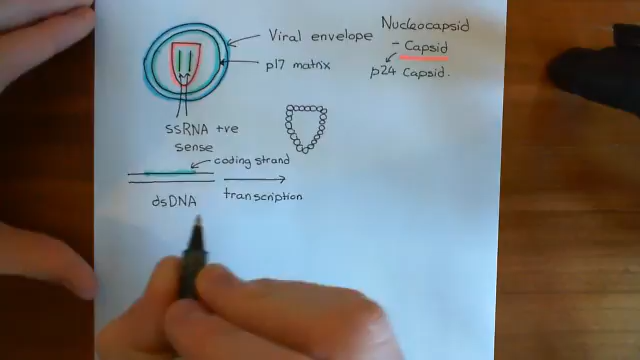 Nucleocapsid
Viral envelope
- Capsid
p17 matrix
p24 Capsid.
ssRNA +ve
sense
coding strand
dsDNA
transcription